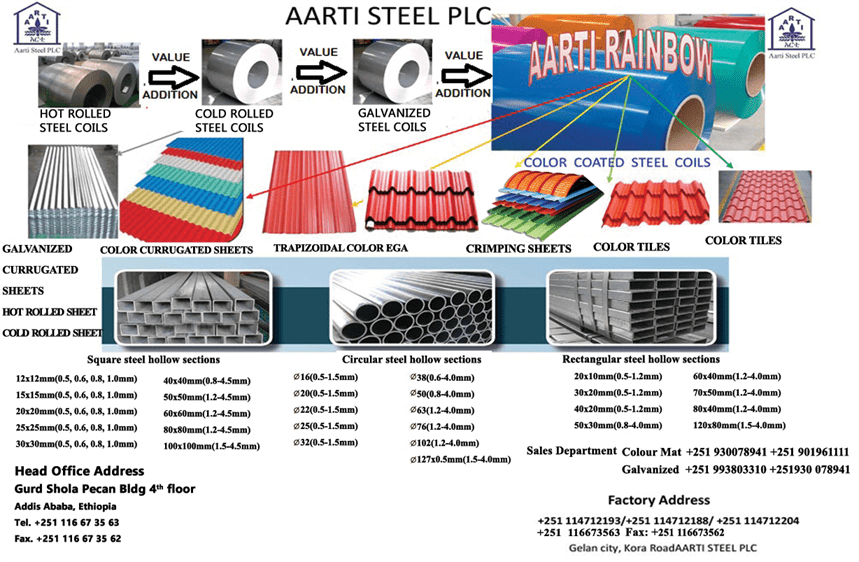 AARTI STEEL PLC
AARTI
አርቲ
Aarti Steel PLC
AARTI
አርቲ
Aarti Steel PLC
VALUE
ADDITION
VALUE
ADDITION
VALUE
ADDITION
AARTI RAINBOW
HOT ROLLED
STEEL COILS
COLD ROLLED
STEEL COILS
GALVANIZED
STEEL COILS
COLOR COATED STEEL COILS
GALVANIZED
CURRUGATED
SHEETS
HOT ROLLED SHEET
COLD ROLLED SHEET
COLOR CURRUGATED SHEETS
TRAPIZOIDAL COLOR EGA
CRIMPING SHEETS
COLOR TILES
COLOR TILES
Square steel hollow sections
12x12mm(0.5, 0.6, 0.8, 1.0mm)
15x15mm(0.5, 0.6, 0.8, 1.0mm)
20x20mm(0.5, 0.6, 0.8, 1.0mm)
25x25mm(0.5, 0.6, 0.8, 1.0mm)
30x30mm(0.5, 0.6, 0.8, 1.0mm)
40x40mm(0.8-4.5mm)
50x50mm(1.2-4.5mm)
60x60mm(1.2-4.5mm)
80x80mm(1.2-4.5mm)
100x100mm(1.5-4.5mm)
Circular steel hollow sections
∅16(0.5-1.5mm)
∅20(0.5-1.5mm)
∅22(0.5-1.5mm)
∅25(0.5-1.5mm)
∅32(0.5-1.5mm)
∅38(0.6-4.0mm)
∅50(0.8-4.0mm)
∅63(1.2-4.0mm)
∅76(1.2-4.0mm)
∅102(1.2-4.0mm)
∅127x0.5mm(1.5-4.0mm)
Rectangular steel hollow sections
20x10mm(0.5-1.2mm)
30x20mm(0.5-1.2mm)
40x20mm(0.5-1.2mm)
50x30mm(0.8-4.0mm)
60x40mm(1.2-4.0mm)
70x50mm(1.2-4.0mm)
80x40mm(1.2-4.0mm)
120x80mm(1.5-4.0mm)
Sales Department Colour Mat +251 930078941 +251 901961111
Galvanized +251 993803310 +251930 078941
Head Office Address
Gurd Shola Pecan Bldg 4th floor
Addis Ababa, Ethiopia
Tel. +251 116 67 35 63
Fax. +251 116 67 35 62
Factory Address
+251 114712193/+251 114712188/ +251 114712204
+251 116673563 Fax: +251 116673562
Gelan city, Kora RoadAARTI STEEL PLC